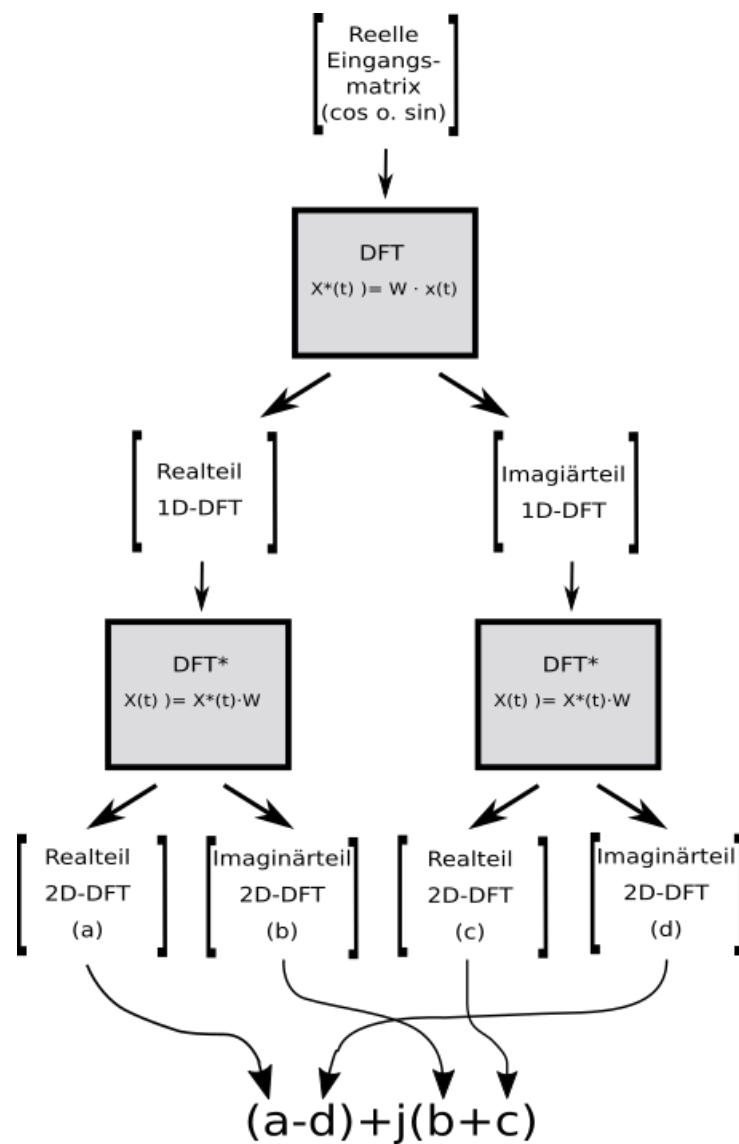 Reelle
Eingangs-
matrix
(cos o. sin)
DFT
X*(t) )= W · x(t)
Realteil
1D-DFT
Imagiärteil
1D-DFT
DFT*
X(t) )= X*(t)·W
DFT*
X(t) )= X*(t)·W
Realteil
2D-DFT
(a)
Imaginärteil
2D-DFT
(b)
Realteil
2D-DFT
(c)
Imaginärteil
2D-DFT
(d)
(a-d)+j(b+c)